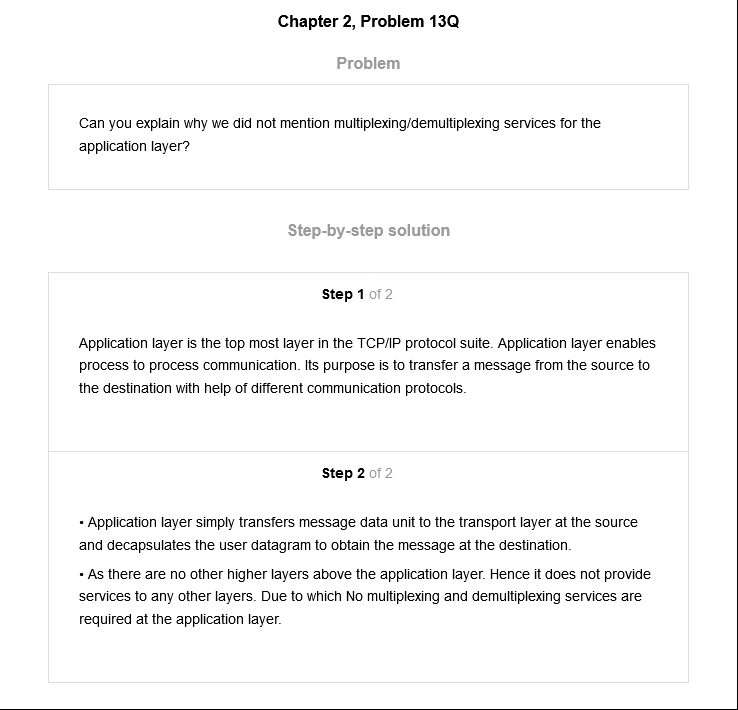 Chapter 2, Problem 13Q
Problem
Can you explain why we did not mention multiplexing/demultiplexing services for the
application layer?
Step-by-step solution
Step 1 of 2
Application layer is the top most layer in the TCP/IP protocol suite. Application layer enables
process to process communication. Its purpose is to transfer a message from the source to
the destination with help of different communication protocols.
Step 2 of 2
• Application layer simply transfers message data unit to the transport layer at the source
and decapsulates the user datagram to obtain the message at the destination.
• As there are no other higher layers above the application layer. Hence it does not provide
services to any other layers. Due to which No multiplexing and demultiplexing services are
required at the application layer.